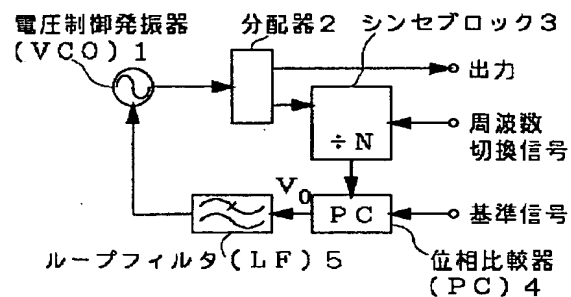 電圧制御発振器
(VCO)1
分配器2
シンセブロック3
出力
÷N
周波数
切換信号
V0
PC
基準信号
ループフィルタ(LF)5
位相比較器
(PC)4